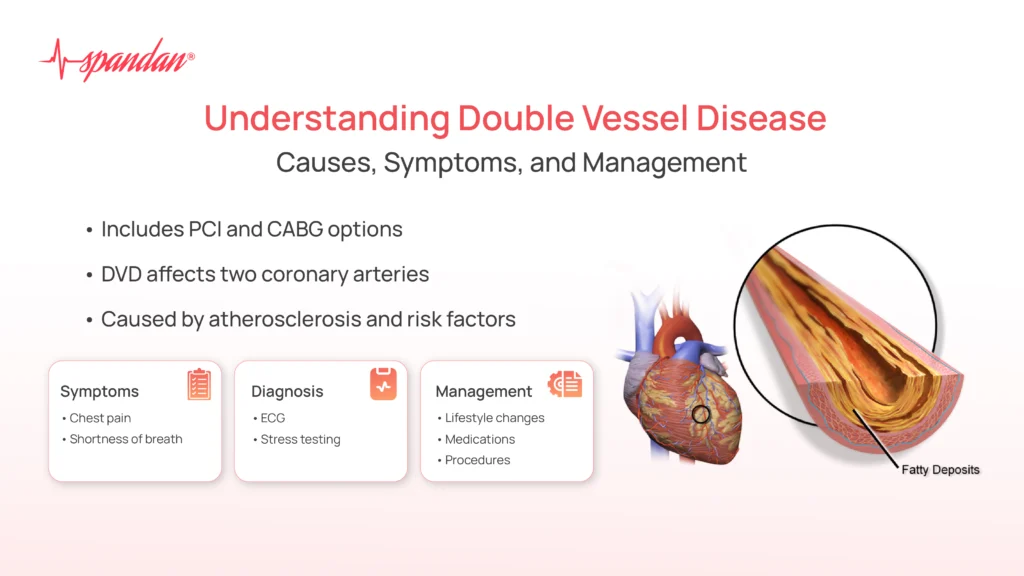 spandan®
Understanding Double Vessel Disease
Causes, Symptoms, and Management
• Includes PCI and CABG options
• DVD affects two coronary arteries
• Caused by atherosclerosis and risk factors
Symptoms
• Chest pain
• Shortness of breath
Diagnosis
• ECG
• Stress testing
Management
• Lifestyle changes
• Medications
• Procedures
Fatty Deposits